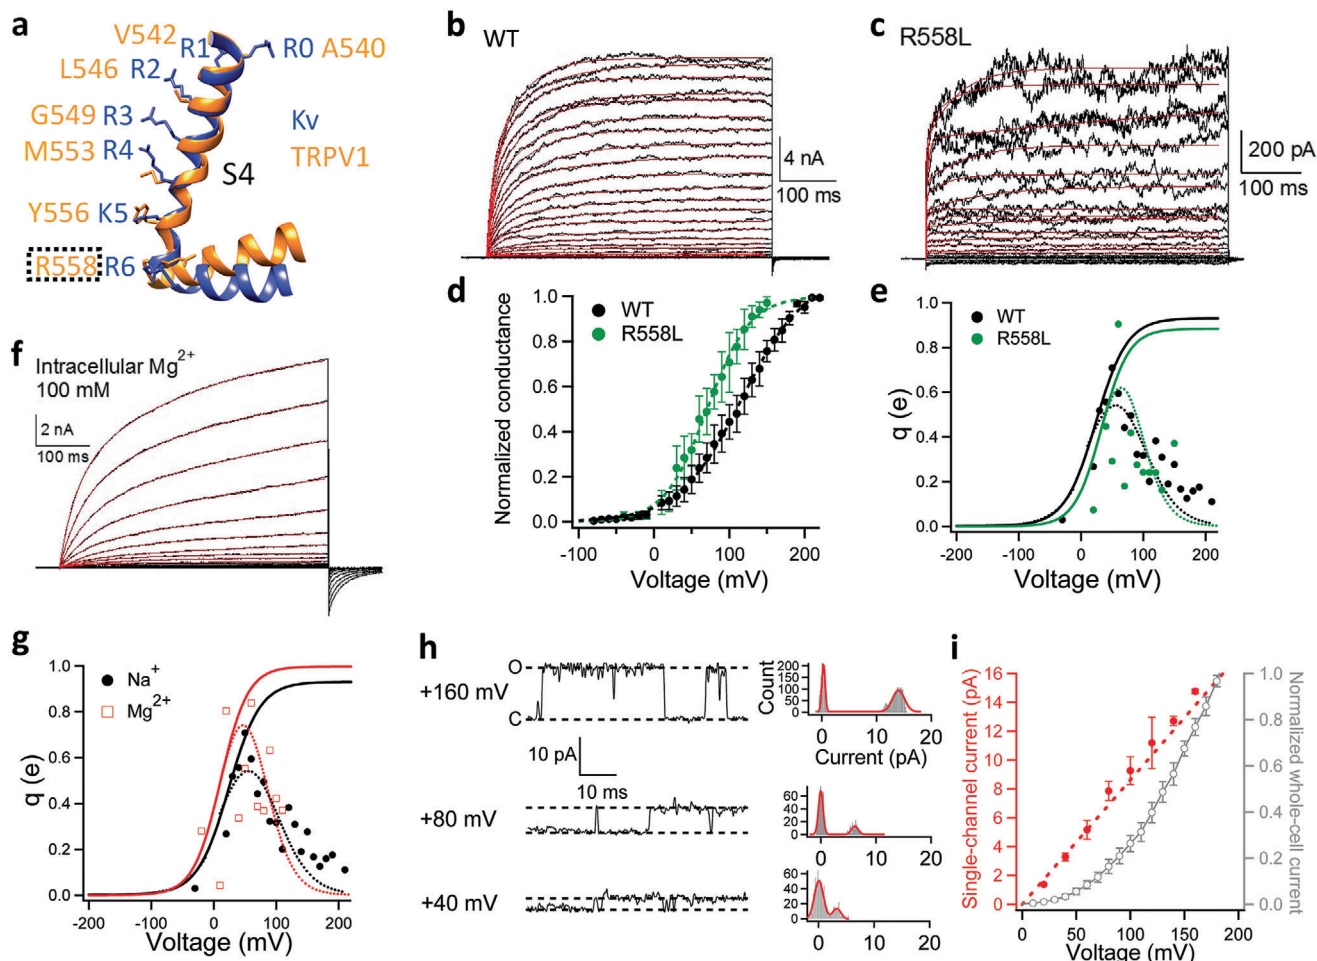 a
V542 R1 R0 A540
L546 R2
G549 R3
M553 R4
Kv
TRPV1
S4
Y556 K5
R558 R6
b
WT
4 nA
100 ms
c
R558L
200 pA
100 ms
d
WT
R558L
Normalized conductance
1.0
0.8
0.6
0.4
0.2
0.0
-100 0 100 200
Voltage (mV)
e
WT
R558L
q (e)
1.0
0.8
0.6
0.4
0.2
0.0
-200 -100 0 100 200
Voltage (mV)
f
Intracellular Mg2+
100 mM
2 nA
100 ms
g
Na+
Mg2+
q (e)
1.0
0.8
0.6
0.4
0.2
0.0
-200 -100 0 100 200
Voltage (mV)
h
+160 mV
O
C
10 pA
10 ms
+80 mV
+40 mV
Count
200
150
100
50
0
0 10 20
Current (pA)
60
40
20
0
0 10 20
60
40
20
0
0 10 20
i
Single-channel current (pA)
16
14
12
10
8
6
4
2
0
0 50 100 150 200
Voltage (mV)
1.0
0.8
0.6
0.4
0.2
0.0
Normalized whole-cell current